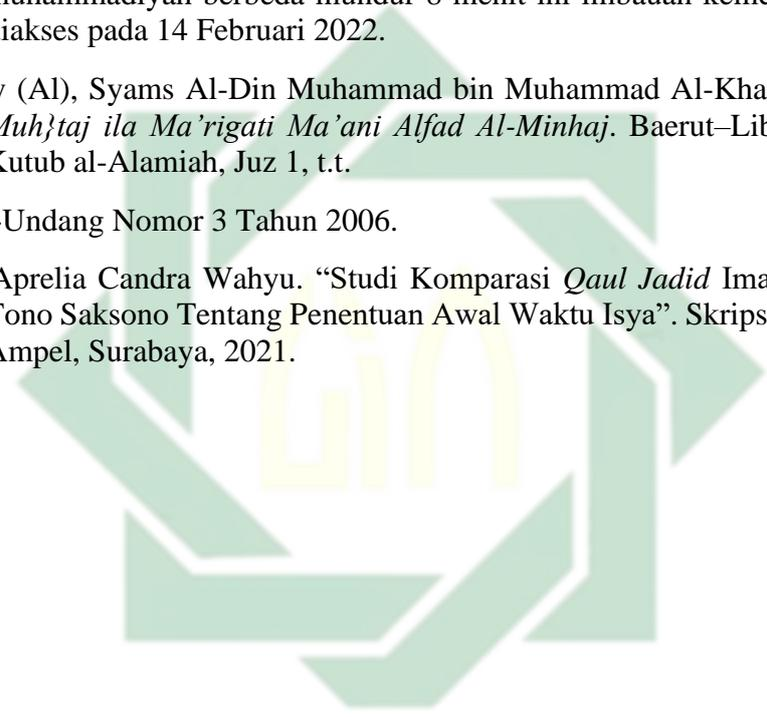 berbeda mundur 8 menit ini imbauan
diakses pada 14 Februari 2022.
(Al), Syams Al-Din Muhammad bin Muhammad Al-Kha
Muh}taj ila Ma’rigati Ma’ani Alfad Al-Minhaj. Baerut–Lib
Kutub al-Alamiah, Juz 1, t.t.
-Undang Nomor 3 Tahun 2006.
Aprelia Candra Wahyu. “Studi Komparasi Qaul Jadid Ima
Tono Saksono Tentang Penentuan Awal Waktu Isya”. Skrips
Ampel, Surabaya, 2021.